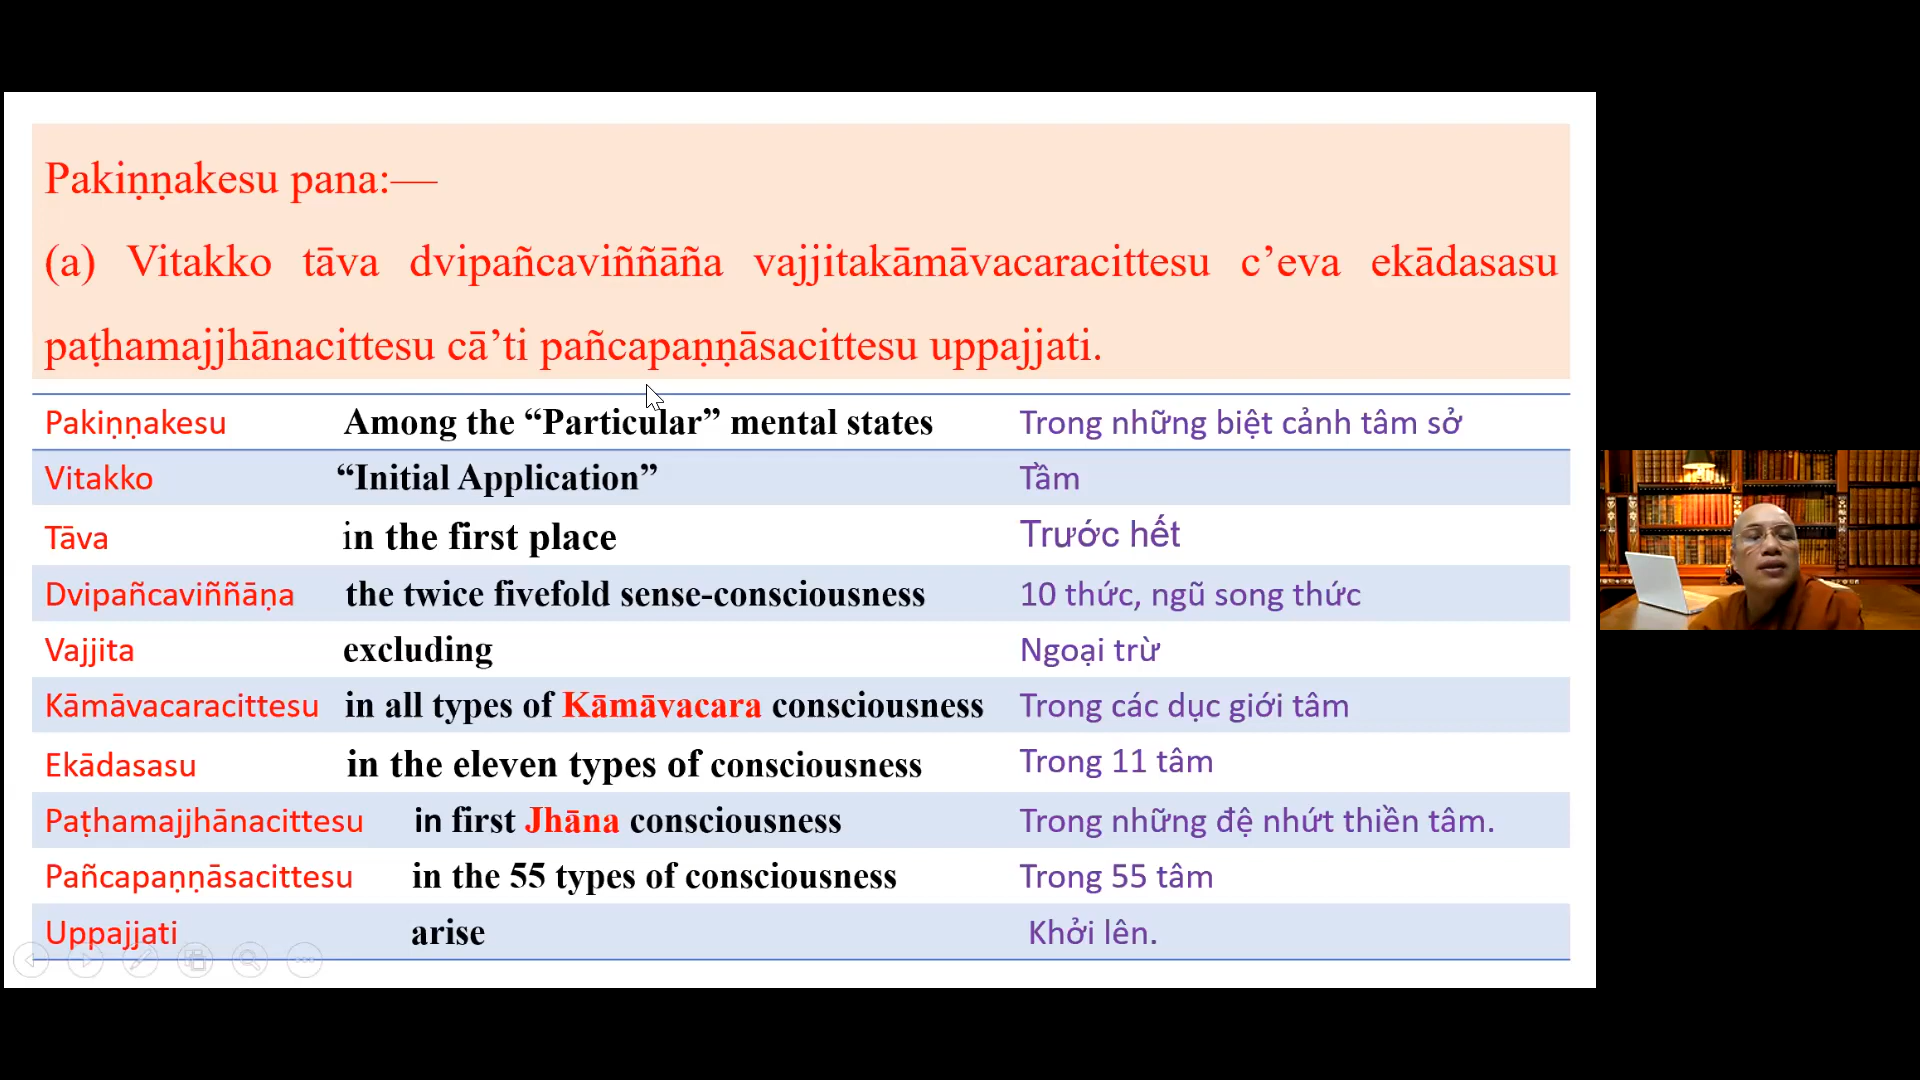 Pakiṇṇakesu pana:—
(a) Vitakko tāva dvipañcaviññāña vajjitakāmāvacaracittesu c’eva ekādasasu
paṭhamajjhānacittesu cā’ti pañcapaṇṇāsacittesu uppajjati.
Pakiṇṇakesu Among the “Particular” mental states Trong những biệt cảnh tâm sở
Vitakko “Initial Application” Tầm
Tāva in the first place Trước hết
Dvipañcaviññāṇa the twice fivefold sense-consciousness 10 thức, ngũ song thức
Vajjita excluding Ngoại trừ
Kāmāvacaracittesu in all types of Kāmāvacara consciousness Trong các dục giới tâm
Ekādasasu in the eleven types of consciousness Trong 11 tâm
Paṭhamajjhānacittesu in first Jhāna consciousness Trong những đệ nhứt thiền tâm.
Pañcapaṇṇāsacittesu in the 55 types of consciousness Trong 55 tâm
Uppajjati arise Khởi lên.